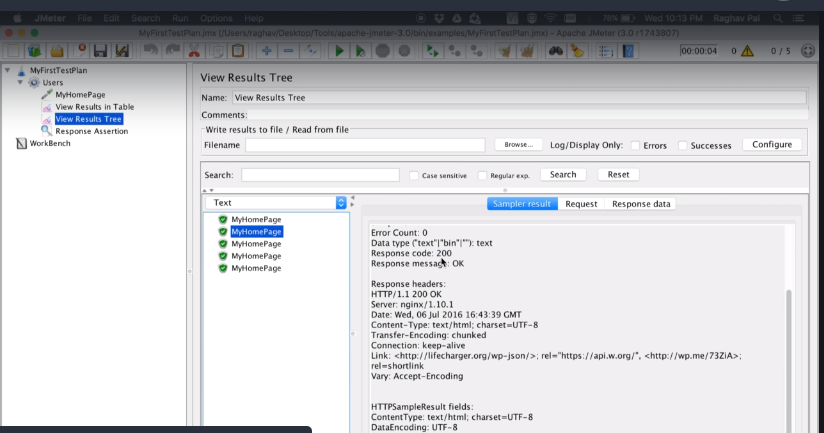 JMeter File Edit Search Run Options Help 78% Wed 10:13 PM Raghav Pal
MyFirstTestPlan.jmx (/Users/raghav/Desktop/Tools/apache-jmeter-3.0/bin/examples/MyFirstTestPlan.jmx) - Apache JMeter (3.0 r1743807)
00:00:04 0 0 / 5
MyFirstTestPlan
Users
MyHomePage
View Results in Table
View Results Tree
Response Assertion
WorkBench
View Results Tree
Name: View Results Tree
Comments:
Write results to file / Read from file
Filename Browse... Log/Display Only: Errors Successes Configure
Search: Case sensitive Regular exp. Search Reset
Text
MyHomePage
MyHomePage
MyHomePage
MyHomePage
MyHomePage
Sampler result Request Response data
Error Count: 0
Data type ("text"|"bin"|""): text
Response code: 200
Response message: OK
Response headers:
HTTP/1.1 200 OK
Server: nginx/1.10.1
Date: Wed, 06 Jul 2016 16:43:39 GMT
Content-Type: text/html; charset=UTF-8
Transfer-Encoding: chunked
Connection: keep-alive
Link: <http://lifecharger.org/wp-json/>; rel="https://api.w.org/", <http://wp.me/73ZiA>;
rel=shortlink
Vary: Accept-Encoding
HTTPSampleResult fields:
ContentType: text/html; charset=UTF-8
DataEncoding: UTF-8